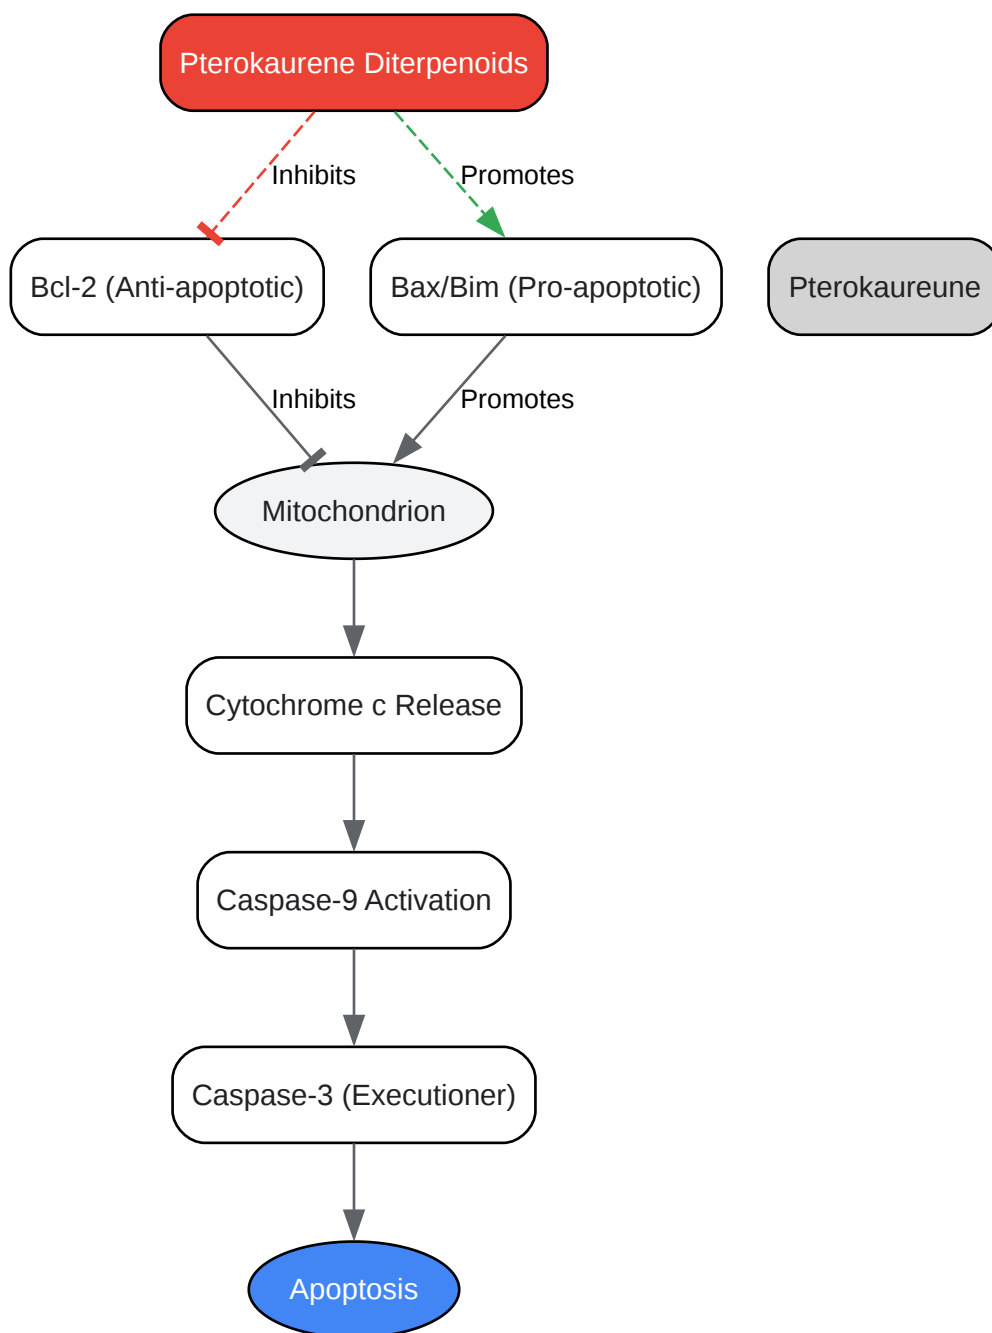 Pterokaurene Diterpenoids
Inhibits
Promotes
Bcl-2 (Anti-apoptotic)
Bax/Bim (Pro-apoptotic)
Pterokaureune
Inhibits
Promotes
Mitochondrion
Cytochrome c Release
Caspase-9 Activation
Caspase-3 (Executioner)
Apoptosis